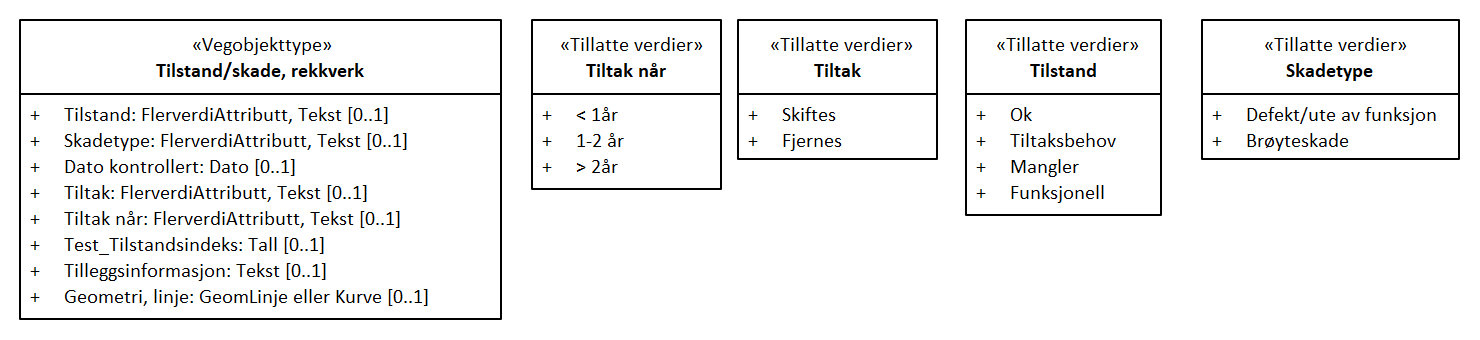 «Vegobjekttype»
Tilstand/skade, rekkverk
+ Tilstand: FlerverdiAttributt, Tekst [0..1]
+ Skadetype: FlerverdiAttributt, Tekst [0..1]
+ Dato kontrollert: Dato [0..1]
+ Tiltak: FlerverdiAttributt, Tekst [0..1]
+ Tiltak når: FlerverdiAttributt, Tekst [0..1]
+ Test_Tilstandsindeks: Tall [0..1]
+ Tilleggsinformasjon: Tekst [0..1]
+ Geometri, linje: GeomLinje eller Kurve [0..1]
«Tillatte verdier»
Tiltak når
+ < 1år
+ 1-2 år
+ > 2år
«Tillatte verdier»
Tiltak
+ Skiftes
+ Fjernes
«Tillatte verdier»
Tilstand
+ Ok
+ Tiltaksbehov
+ Mangler
+ Funksjonell
«Tillatte verdier»
Skadetype
+ Defekt/ute av funksjon
+ Brøyteskade